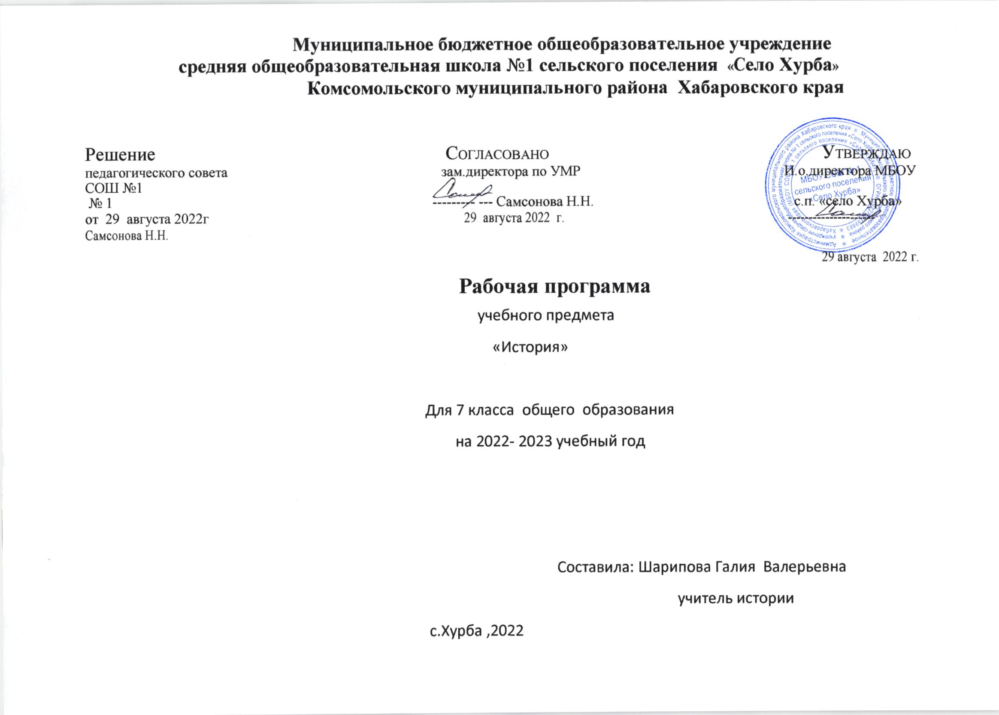 Муниципальное бюджетное общеобразовательное учреждение
средняя общеобразовательная школа №1 сельского поселения «Село Хурба»
Комсомольского муниципального района Хабаровского края
Решение
педагогического совета
СОШ №1
№ 1
от 29 августа 2022г
Самсонова Н.Н.
СОГЛАСОВАНО
зам.директора по УМР
--------- --- Самсонова Н.Н.
29 августа 2022 г.
УТВЕРЖДАЮ
И.о.директора МБОУ
с.п. «село Хурба»
29 августа 2022 г.
МБОУ СОШ № 1
сельского поселения
«Село Хурба»
Рабочая программа
учебного предмета
«История»
Для 7 класса общего образования
на 2022- 2023 учебный год
Составила: Шарипова Галия Валерьевна
учитель истории
с.Хурба ,2022